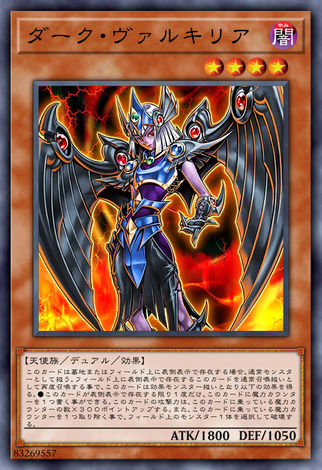 ダーク・ヴァルキリア
闇
やみ
【天使族／デュアル／効果】
このカードは墓地またはフィールド上に表側表示で存在する場合、通常モンス
ターとして扱う。フィールド上に表側表示で存在するこのカードを通常召喚扱いと
して再度召喚する事で、このカードは効果モンスター扱いとなり以下の効果を得
る。●このカードが表側表示で存在する限り１度だけ、このカードに魔力カウンタ
ーを１つ置く事ができる。このカードの攻撃力は、このカードに乗っている魔力カ
ウンターの数×３００ポイントアップする。また、このカードに乗っている魔力カ
ウンターを１つ取り除く事で、フィールド上のモンスター１体を選択して破壊す
る。
ATK/1800 DEF/1050
83269557